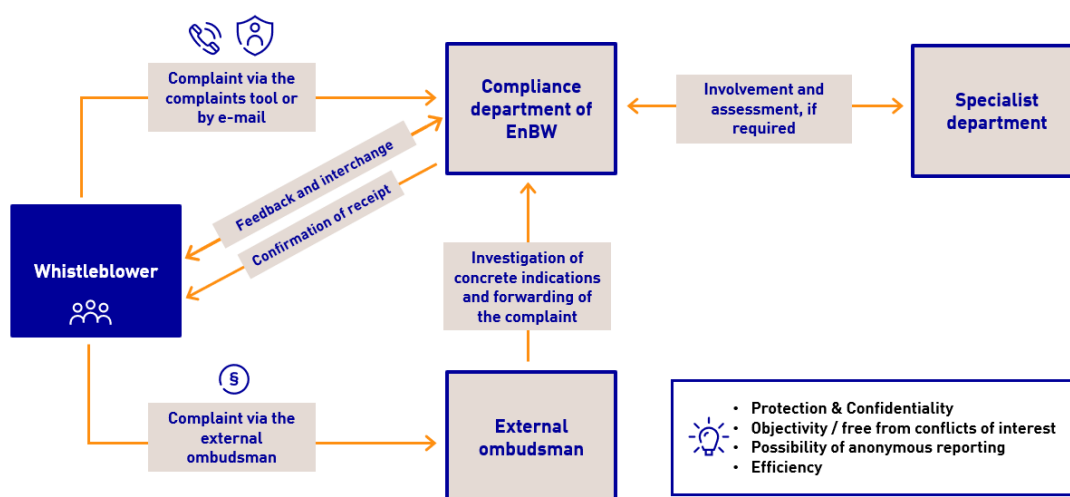 Complaint via the
complaints tool or
by e-mail
Compliance
department of
EnBW
Involvement and
assessment, if
required
Specialist
department
Feedback and interchange
Confirmation of receipt
Whistleblower
Investigation of
concrete indications
and forwarding of
the complaint
§
Complaint via the
external
ombudsman
External
ombudsman
• Protection & Confidentiality
• Objectivity / free from conflicts of interest
• Possibility of anonymous reporting
• Efficiency